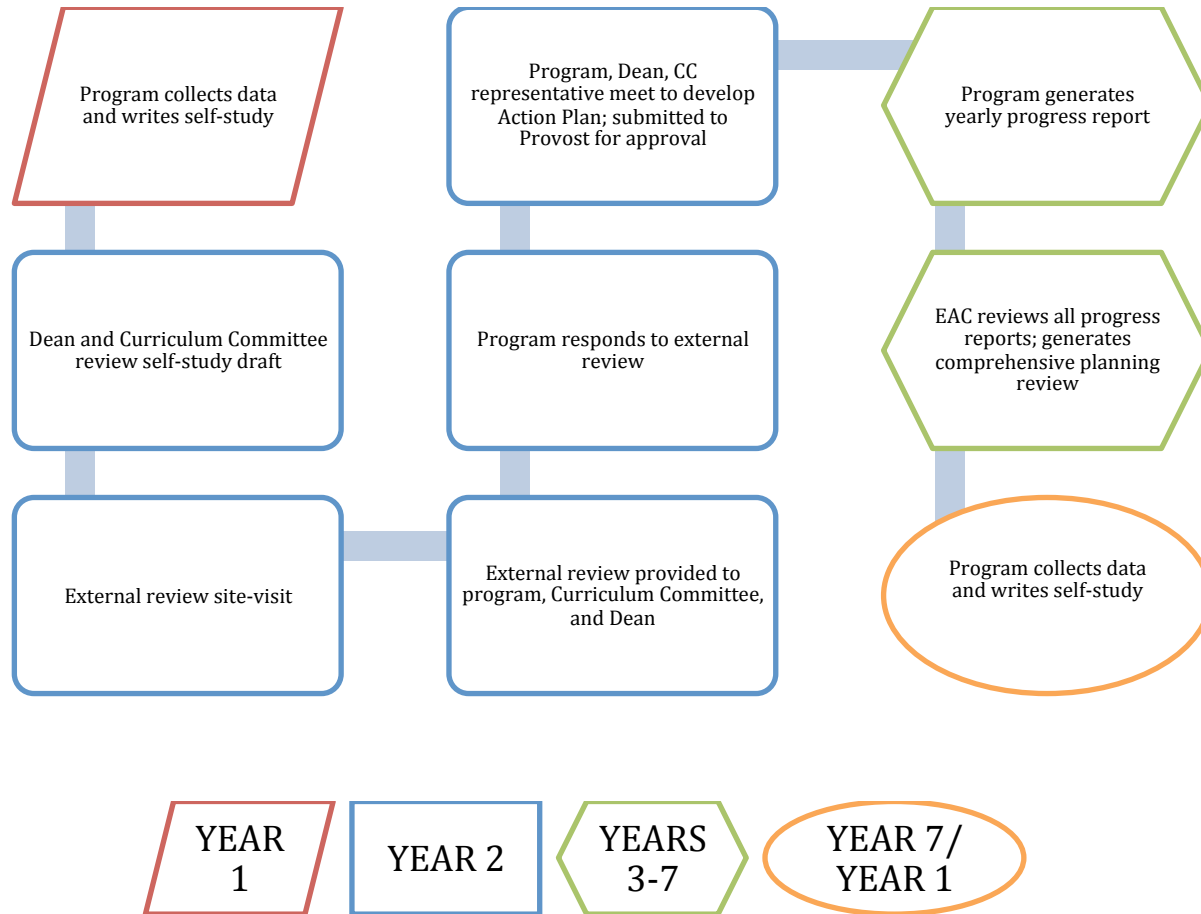 Program collects data
and writes self-study
Dean and Curriculum Committee
review self-study draft
External review site-visit
External review provided to
program, Curriculum Committee,
and Dean
Program responds to external
review
Program, Dean, CC
representative meet to develop
Action Plan; submitted to
Provost for approval
Program generates
yearly progress report
EAC reviews all progress
reports; generates
comprehensive planning
review
Program collects data
and writes self-study
YEAR
1
YEAR 2
YEARS
3-7
YEAR 7/
YEAR 1